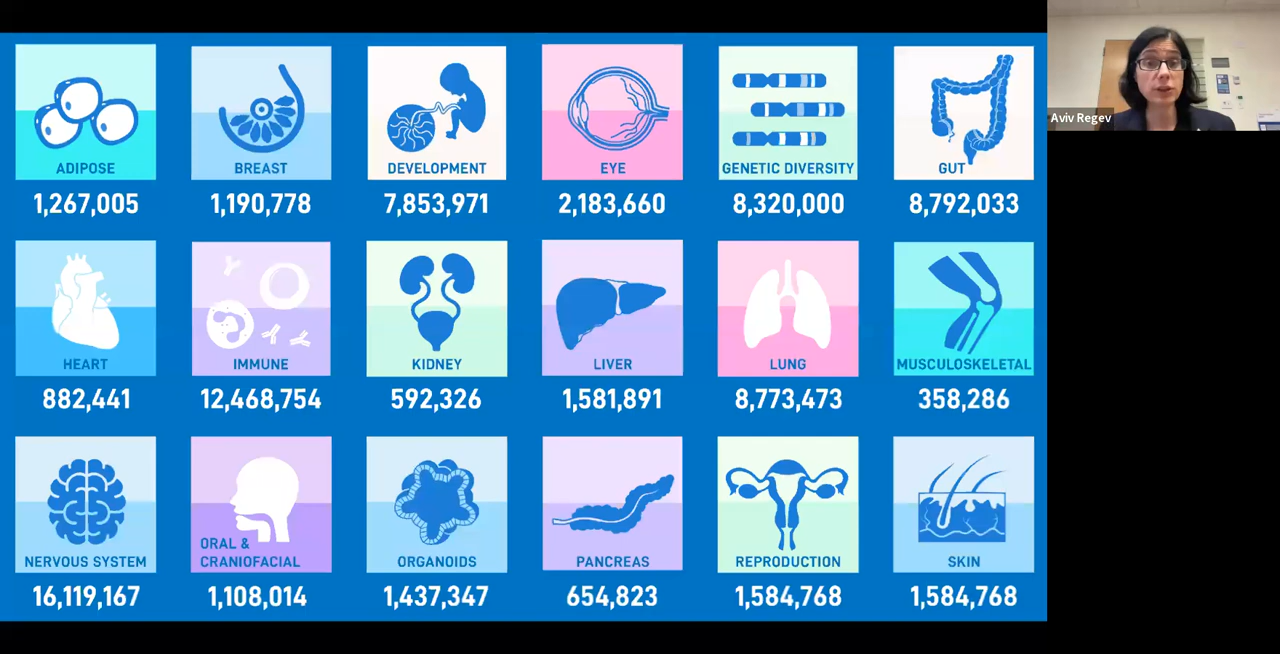 ADIPOSE
1,267,005
BREAST
1,190,778
DEVELOPMENT
7,853,971
EYE
2,183,660
GENETIC DIVERSITY
8,320,000
GUT
8,792,033
HEART
882,441
IMMUNE
12,468,754
KIDNEY
592,326
LIVER
1,581,891
LUNG
8,773,473
MUSCULOSKELETAL
358,286
NERVOUS SYSTEM
16,119,167
ORAL &
CRANIOFACIAL
1,108,014
ORGANOIDS
1,437,347
PANCREAS
654,823
REPRODUCTION
1,584,768
SKIN
1,584,768
Aviv Regev